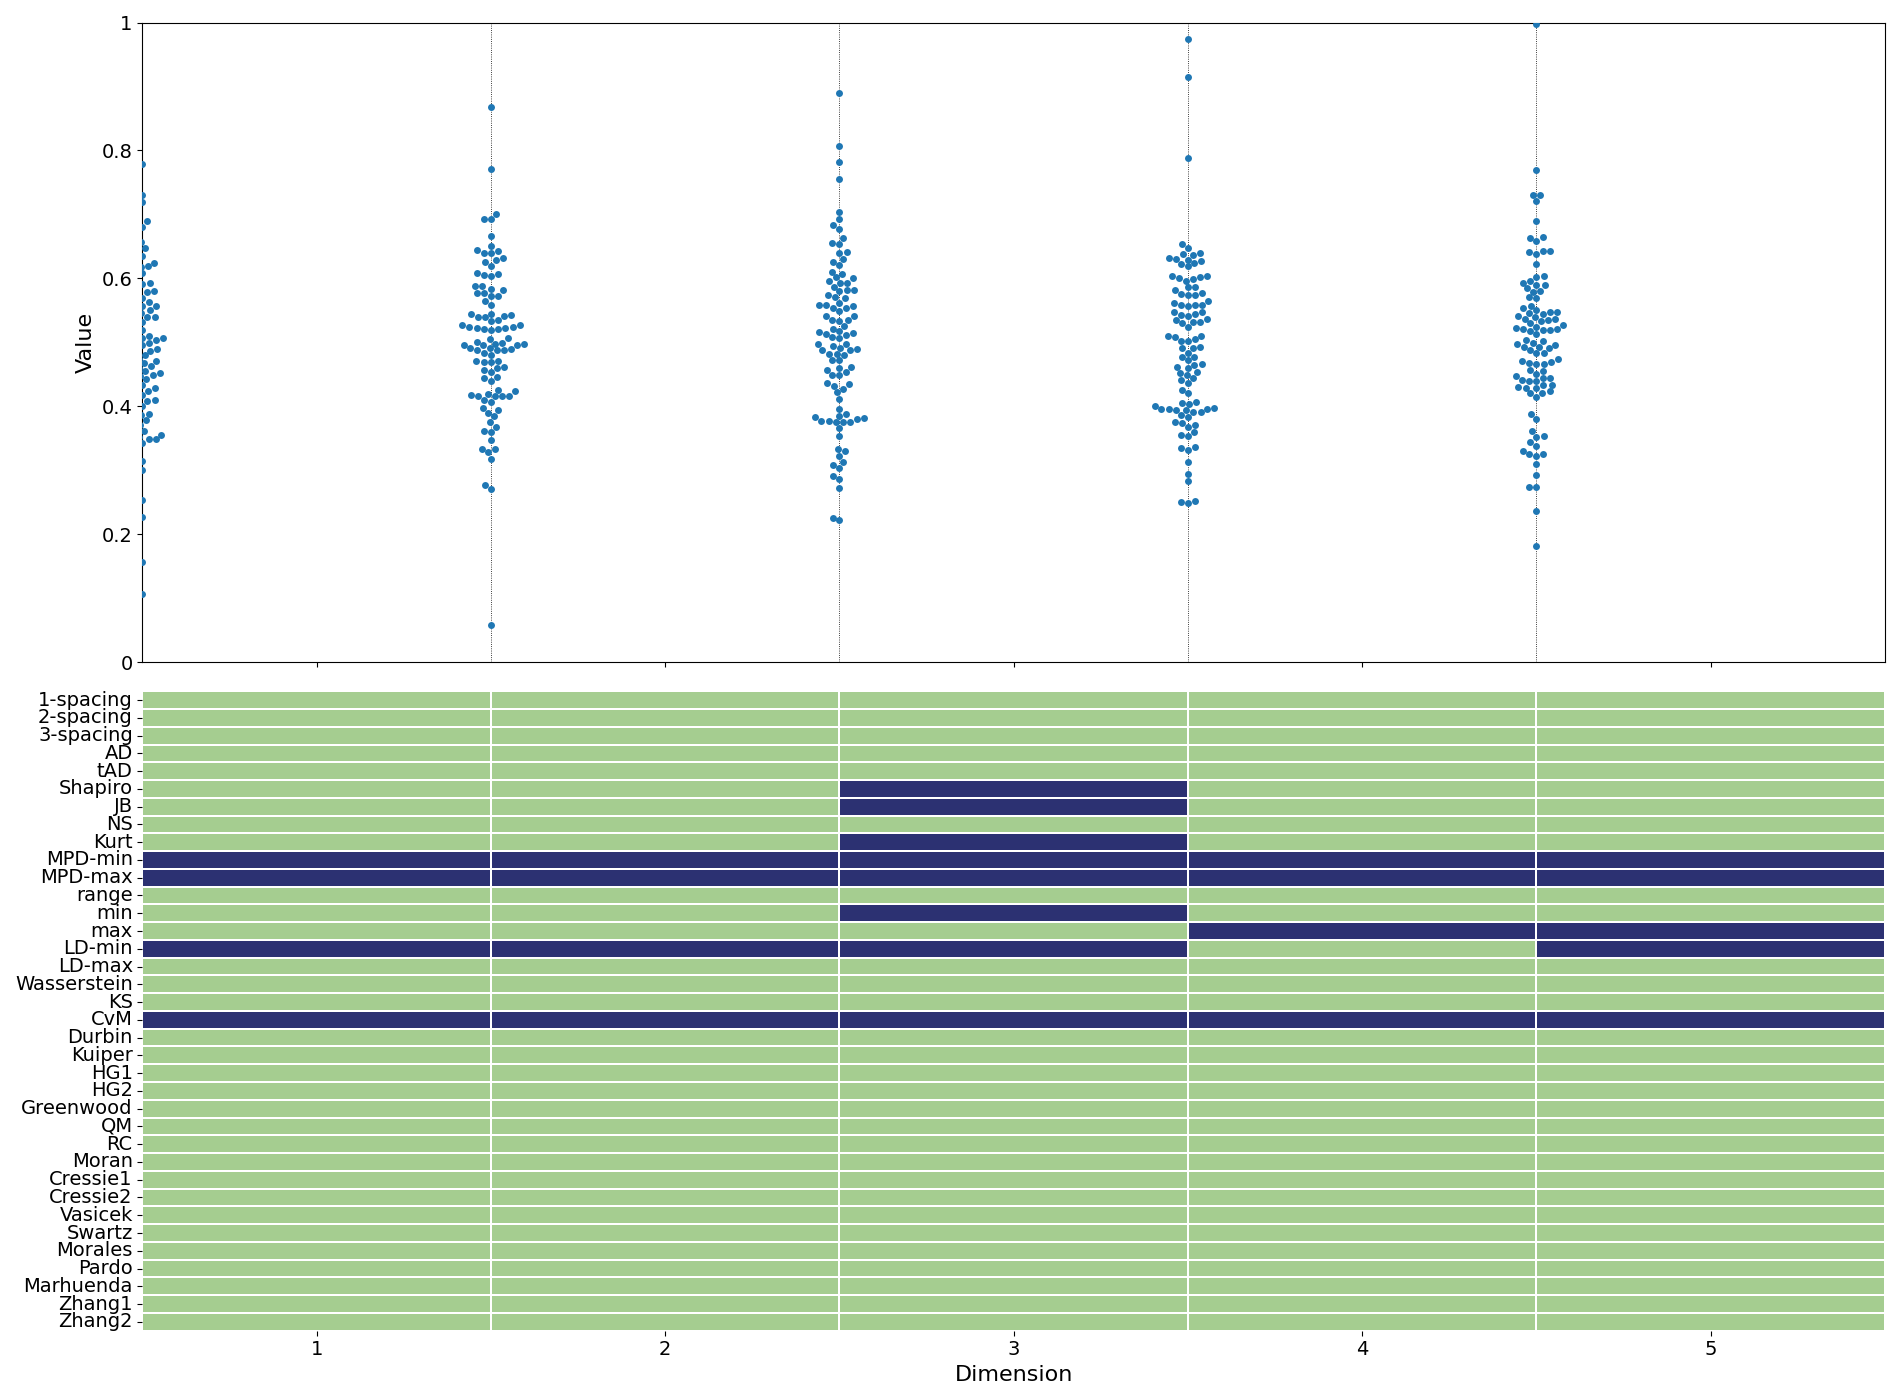 1
0.8
0.6
0.4
0.2
0
Value
1-spacing
2-spacing
3-spacing
AD
tAD
Shapiro
JB
NS
Kurt
MPD-min
MPD-max
range
min
max
LD-min
LD-max
Wasserstein
KS
CvM
Durbin
Kuiper
HG1
HG2
Greenwood
QM
RC
Moran
Cressie1
Cressie2
Vasicek
Swartz
Morales
Pardo
Marhuenda
Zhang1
Zhang2
1 2 3 4 5
Dimension